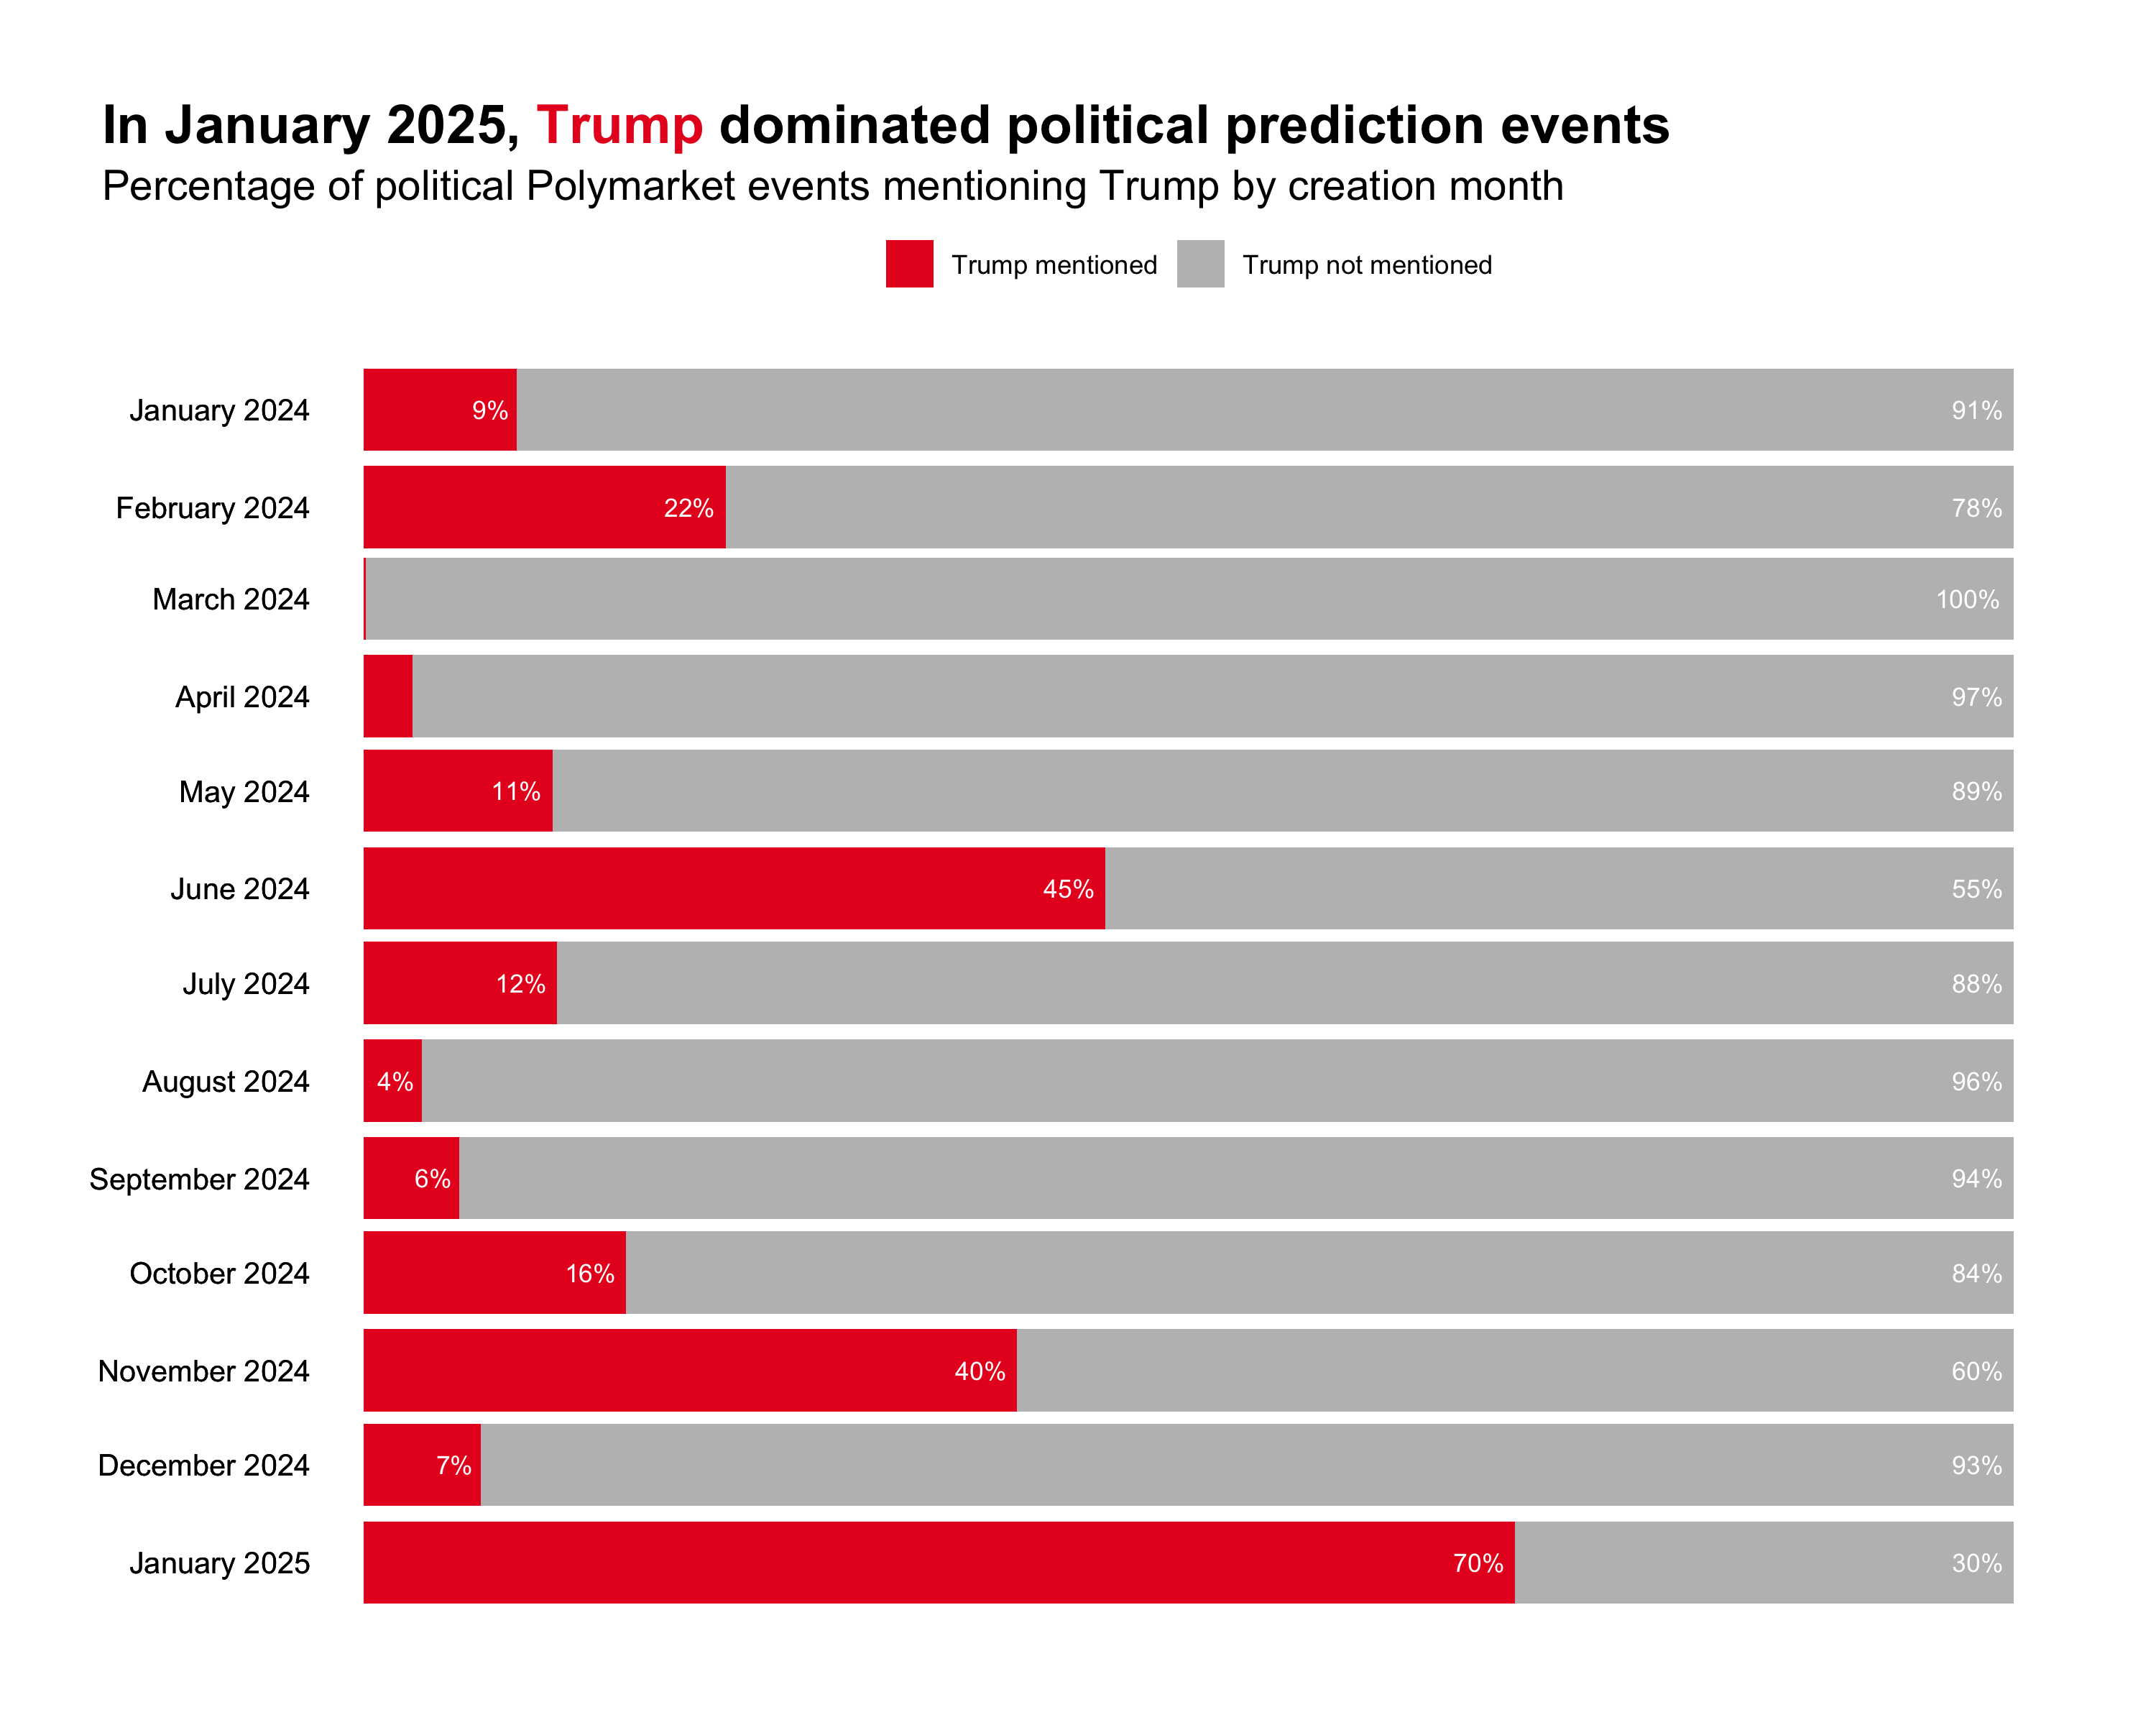 In January 2025, Trump dominated political prediction events
Percentage of political Polymarket events mentioning Trump by creation month
Trump mentioned Trump not mentioned
January 2024 9% 91%
February 2024 22% 78%
March 2024 100%
April 2024 97%
May 2024 11% 89%
June 2024 45% 55%
July 2024 12% 88%
August 2024 4% 96%
September 2024 6% 94%
October 2024 16% 84%
November 2024 40% 60%
December 2024 7% 93%
January 2025 70% 30%